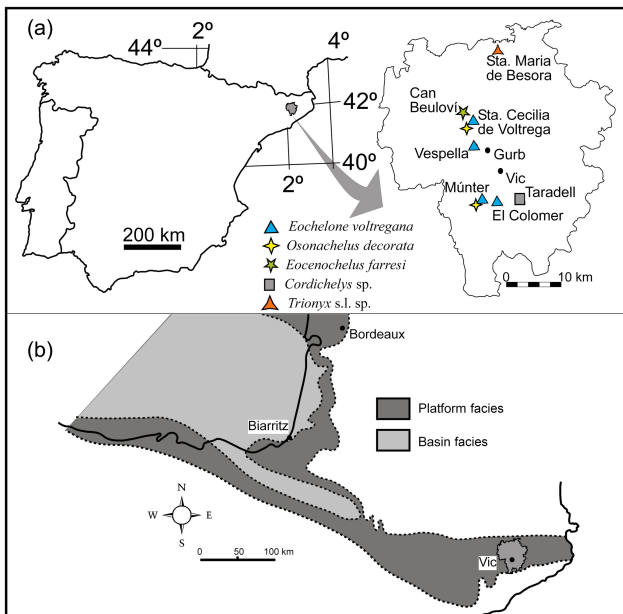 (a)
2º
44º
4º
42º
40º
2º
200 km
Sta. Maria
de Besora
Can
Beuloví
Sta. Cecilia
de Voltrega
Vespella
Gurb
Vic
Múnter
Taradell
El Colomer
0 10 km
Eochelone voltregana
Osonachelus decorata
Eocenochelus farresi
Cordichelys sp.
Trionyx s.l. sp.
(b)
Bordeaux
Biarritz
Platform facies
Basin facies
N
W E
S
0 50 100 km
Vic